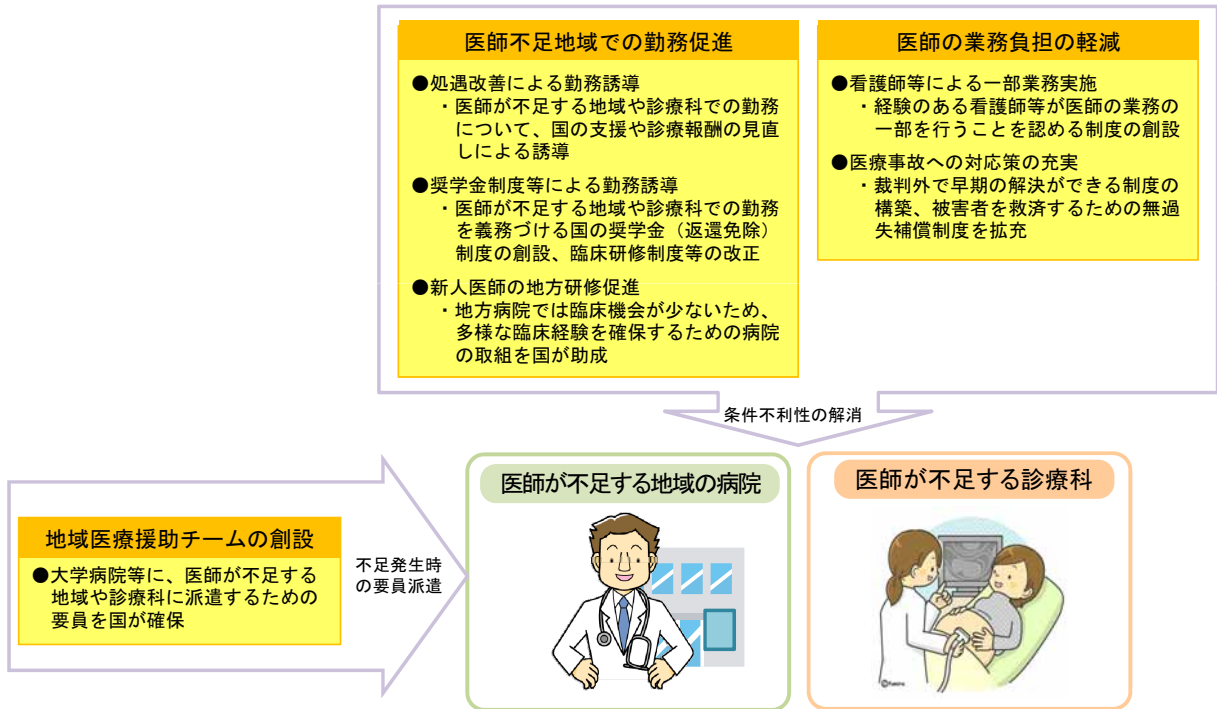 医師不足地域での勤務促進
●処遇改善による勤務誘導
・医師が不足する地域や診療科での勤務
について、国の支援や診療報酬の見直
しによる誘導
●奨学金制度等による勤務誘導
・医師が不足する地域や診療科での勤務
を義務づける国の奨学金（返還免除）
制度の創設、臨床研修制度等の改正
●新人医師の地方研修促進
・地方病院では臨床機会が少ないため、
多様な臨床経験を確保するための病院
の取組を国が助成
医師の業務負担の軽減
●看護師等による一部業務実施
・経験のある看護師等が医師の業務の
一部を行うことを認める制度の創設
●医療事故への対応策の充実
・裁判外で早期の解決ができる制度の
構築、被害者を救済するための無過
失補償制度を拡充
条件不利性の解消
地域医療援助チームの創設
●大学病院等に、医師が不足する
地域や診療科に派遣するための
要員を国が確保
不足発生時
の要員派遣
医師が不足する地域の病院
医師が不足する診療科